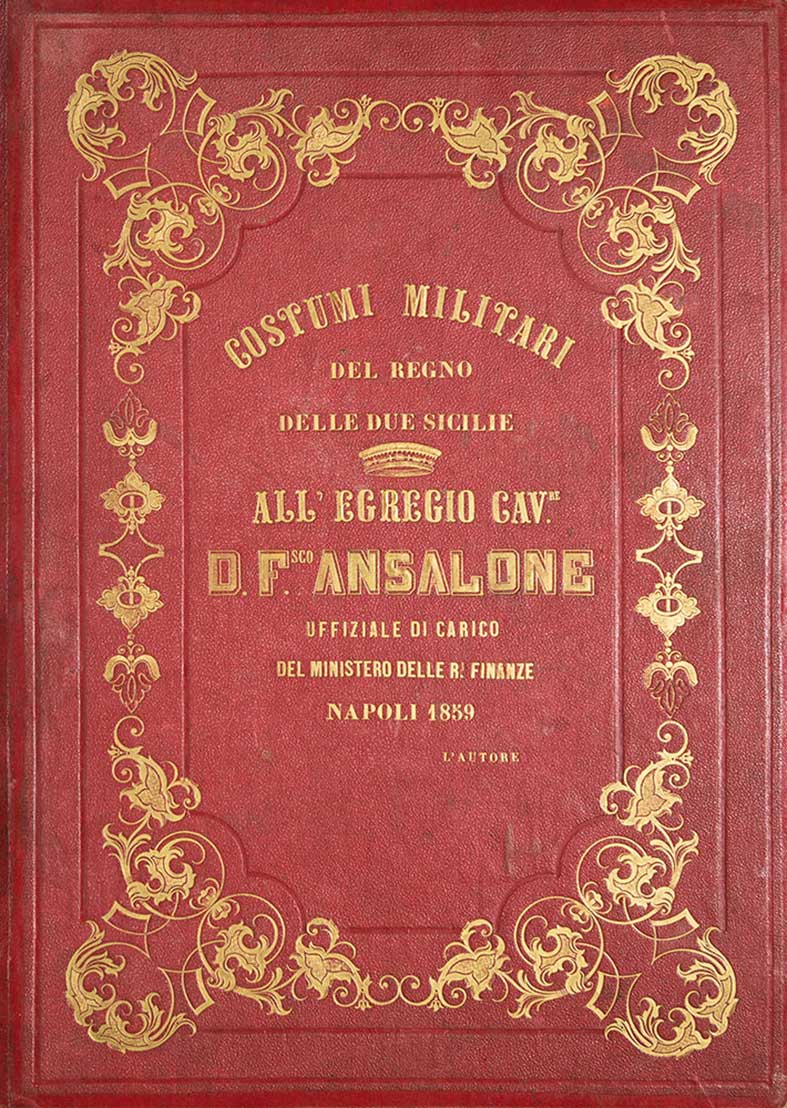 COSTUMI MILITARI
DEL REGNO
DELLE DUE SICILIE
ALL' EGREGIO CAV.RE
D. F.SCO ANSALONE
UFFIZIALE DI CARICO
DEL MINISTERO DELLE R.I FINANZE
NAPOLI 1859
L'AUTORE